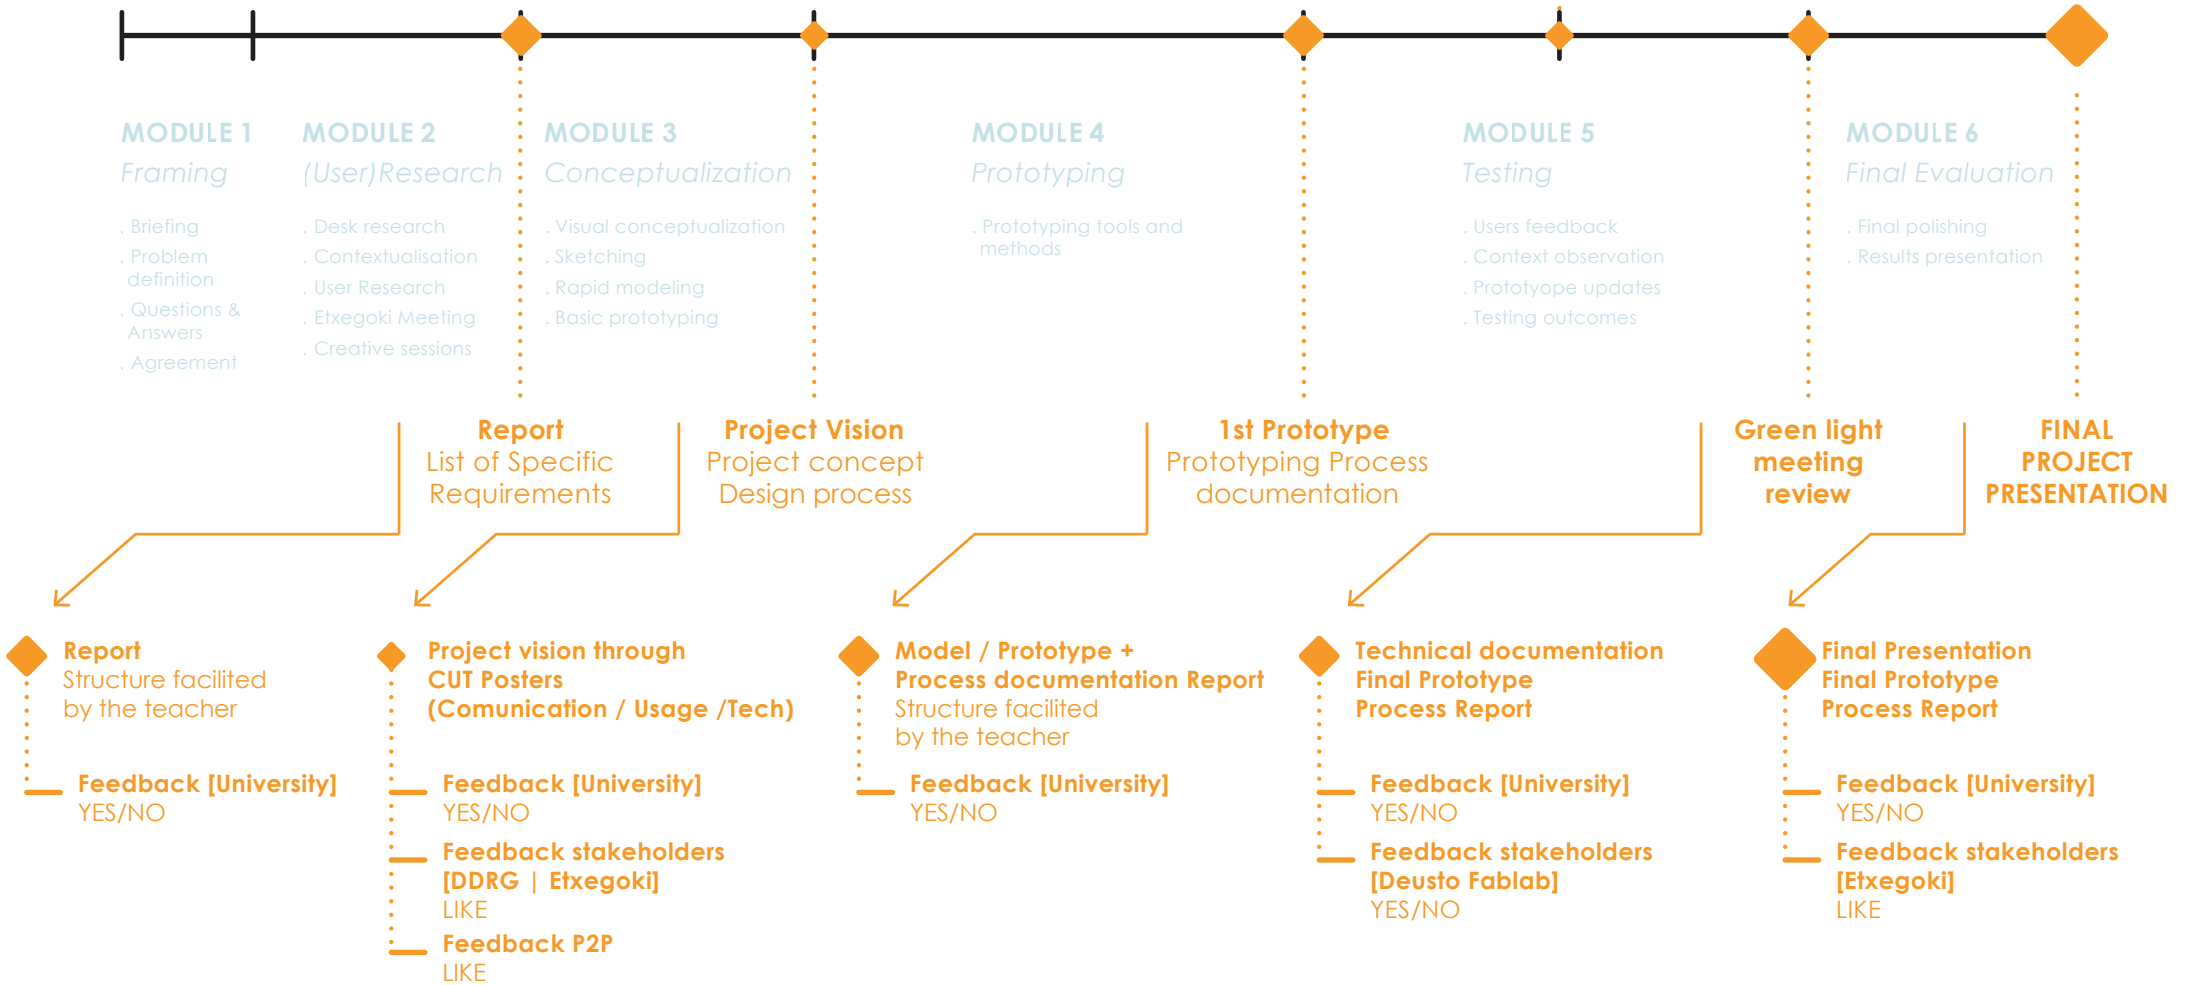 MODULE 1
Framing
. Briefing
. Problem
definition
. Questions &
Answers
. Agreement
MODULE 2
(User)Research
. Desk research
. Contextualisation
. User Research
. Etxegoki Meeting
. Creative sessions
MODULE 3
Conceptualization
. Visual conceptualization
. Sketching
. Rapid modeling
. Basic prototyping
MODULE 4
Prototyping
. Prototyping tools and
methods
MODULE 5
Testing
. Users feedback
. Context observation
. Prototyope updates
. Testing outcomes
MODULE 6
Final Evaluation
. Final polishing
. Results presentation
Report
List of Specific
Requirements
Project Vision
Project concept
Design process
1st Prototype
Prototyping Process
documentation
Green light
meeting
review
FINAL
PROJECT
PRESENTATION
Report
Structure facilited
by the teacher
Feedback [University]
YES/NO
Project vision through
CUT Posters
(Comunication / Usage /Tech)
Feedback [University]
YES/NO
Feedback stakeholders
[DDRG | Etxegoki]
LIKE
Feedback P2P
LIKE
Model / Prototype +
Process documentation Report
Structure facilited
by the teacher
Feedback [University]
YES/NO
Technical documentation
Final Prototype
Process Report
Feedback [University]
YES/NO
Feedback stakeholders
[Deusto Fablab]
YES/NO
Final Presentation
Final Prototype
Process Report
Feedback [University]
YES/NO
Feedback stakeholders
[Etxegoki]
LIKE